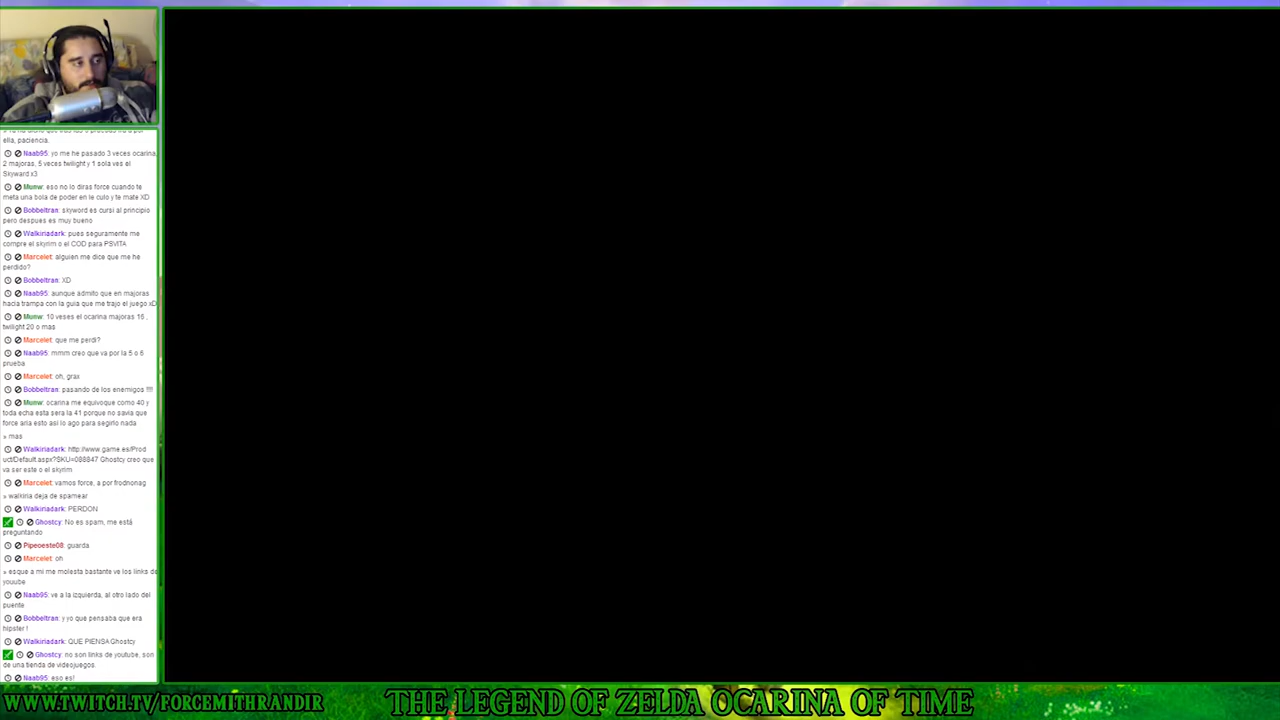 ella, paciencia.
Naab95: yo me he pasado 3 veces ocarina,
2 majoras, 5 veces twilight y 1 sola ves el
Skyward x3
Munw: eso no lo diras force cuando te
meta una bola de poder en le culo y te mate XD
Bobbeltran: skyword es cursi al principio
pero despues es muy bueno
Walkiriadark: pues seguramente me
compre el skyrim o el COD para PSVITA
Marcelet: alguien me dice que me he
perdido?
Bobbeltran: XD
Naab95: aunque admito que en majoras
hacia trampa con la guia que me trajo el juego xD
Munw: 10 veses el ocarina majoras 16 ,
twilight 20 o mas
Marcelet: que me perdi?
Naab95: mmm creo que va por la 5 o 6
prueba
Marcelet: oh, grax
Bobbeltran: pasando de los enemigos !!!!
Munw: ocarina me equivoque como 40 y
toda echa esta sera la 41 porque no savia que
force aria esto asi lo ago para segirlo nada
» mas
Walkiriadark: http://www.game.es/Prod
uct/Default.aspx?SKU=088847 Ghostcy creo que
va ser este o el skyrim
Marcelet: vamos force, a por frodnonag
» walkiria deja de spamear
Walkiriadark: PERDON
Ghostcy: No es spam, me está
preguntando
Pipeoeste08: guarda
Marcelet: oh
» esque a mi me molesta bastante ve los links de
youube
Naab95: ve a la izquierda, al otro lado del
puente
Bobbeltran: y yo que pensaba que era
hipster !
Walkiriadark: QUE PIENSA Ghostcy
Ghostcy: no son links de youtube, son
de una tienda de videojuegos.
Naab95: eso es!
WWW.TWITCH.TV/FORCEMITHRANDIR THE LEGEND OF ZELDA OCARINA OF TIME